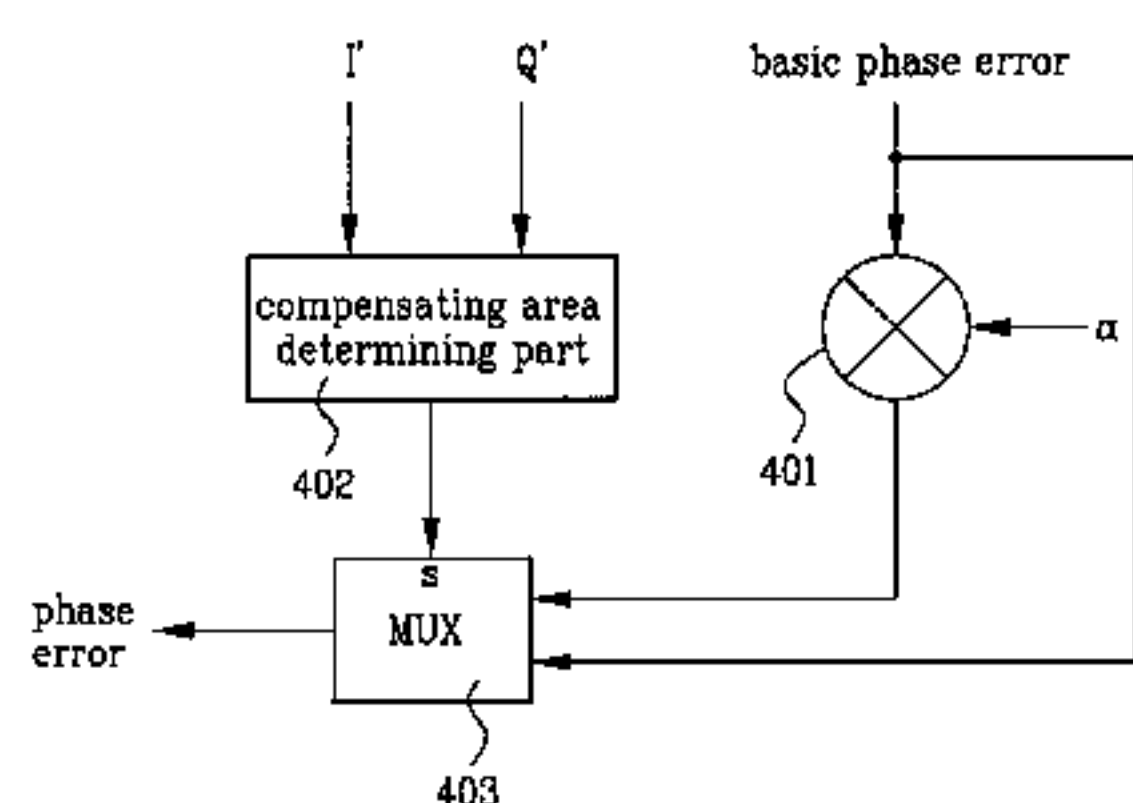 I'
Q'
basic phase error
compensating area
determining part
α
401
402
s
MUX
phase
error
403